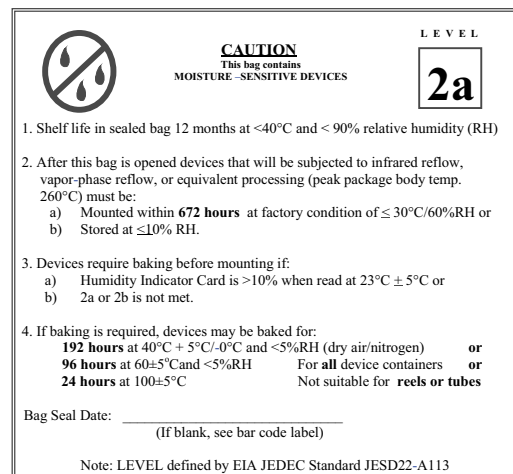 LEVEL
CAUTION
This bag contains
MOISTURE –SENSITIVE DEVICES
2a
1. Shelf life in sealed bag 12 months at <40°C and < 90% relative humidity (RH)
2. After this bag is opened devices that will be subjected to infrared reflow,
vapor-phase reflow, or equivalent processing (peak package body temp.
260°C) must be:
a) Mounted within 672 hours at factory condition of ≤ 30°C/60%RH or
b) Stored at ≤10% RH.
3. Devices require baking before mounting if:
a) Humidity Indicator Card is >10% when read at 23°C ± 5°C or
b) 2a or 2b is not met.
4. If baking is required, devices may be baked for:
192 hours at 40°C + 5°C/-0°C and <5%RH (dry air/nitrogen) or
96 hours at 60±5°Cand <5%RH For all device containers or
24 hours at 100±5°C Not suitable for reels or tubes
Bag Seal Date: ______________________________
(If blank, see bar code label)
Note: LEVEL defined by EIA JEDEC Standard JESD22-A113